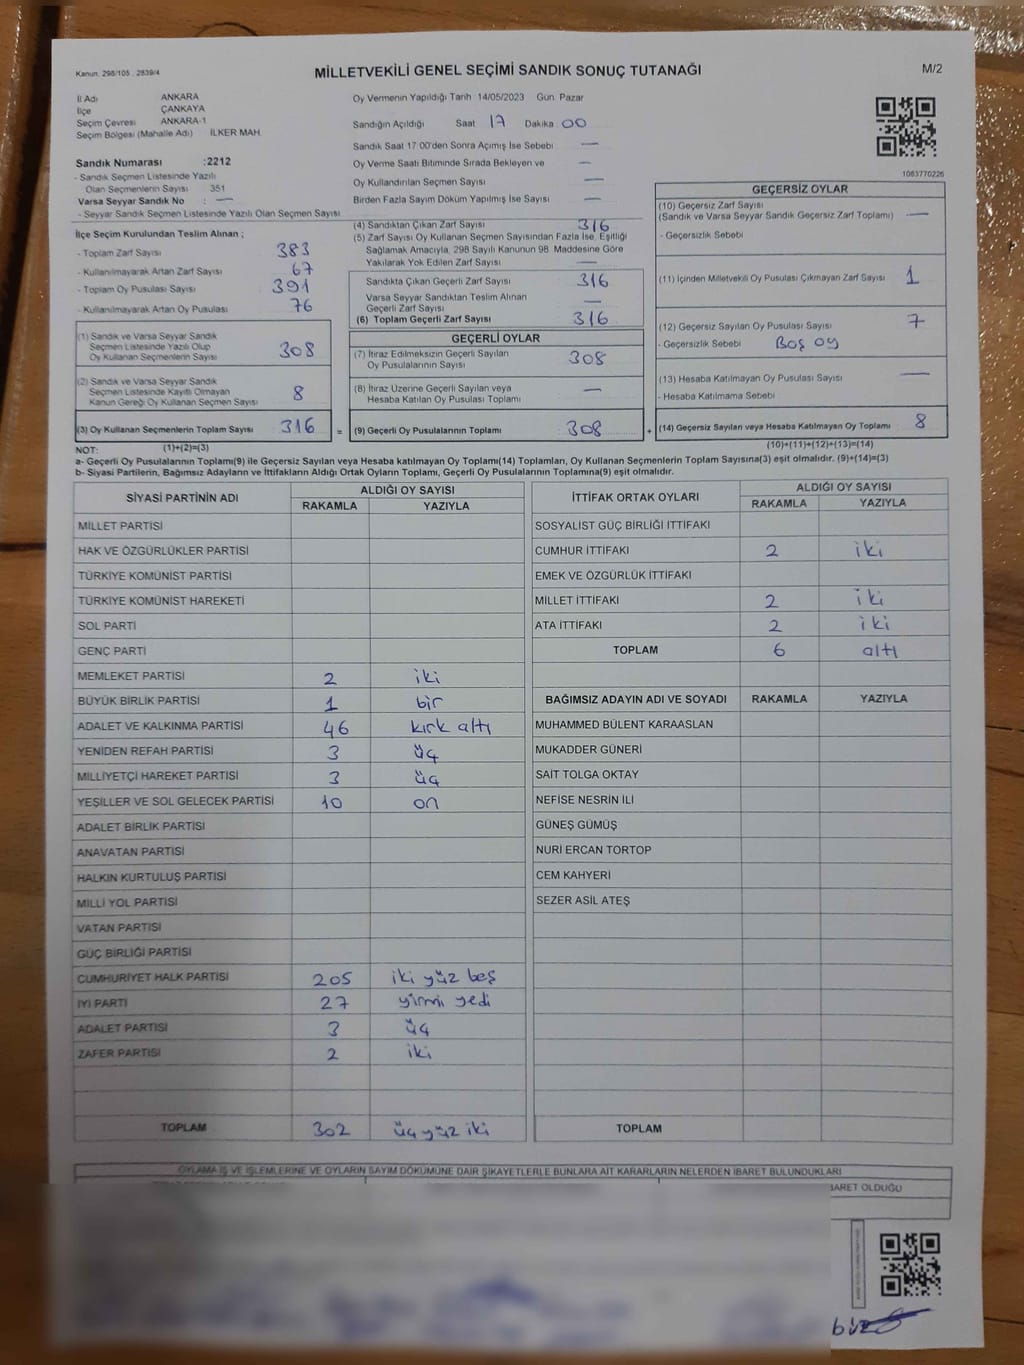 Kanun. 298/105 . 2839/4
MİLLETVEKİLİ GENEL SEÇİMİ SANDIK SONUÇ TUTANAĞI
M/2
İl Adı ANKARA
İlçe ÇANKAYA
Seçim Çevresi ANKARA-1
Seçim Bölgesi (Mahalle Adı) İLKER MAH.
Sandık Numarası :2212
- Sandık Seçmen Listesinde Yazılı
Olan Seçmenlerin Sayısı 351
Varsa Seyyar Sandık No : —
- Seyyar Sandık Seçmen Listesinde Yazılı Olan Seçmen Sayısı
İlçe Seçim Kurulundan Teslim Alınan ;
- Toplam Zarf Sayısı 383
- Kullanılmayarak Artan Zarf Sayısı 67
- Toplam Oy Pusulası Sayısı 391
- Kullanılmayarak Artan Oy Pusulası 76
(1) Sandık ve Varsa Seyyar Sandık
Seçmen Listesinde Yazılı Olup
Oy Kullanan Seçmenlerin Sayısı 308
(2) Sandık ve Varsa Seyyar Sandık
Seçmen Listesinde Kayıtlı Olmayan
Kanun Gereği Oy Kullanan Seçmen Sayısı 8
(3) Oy Kullanan Seçmenlerin Toplam Sayısı 316 =
Oy Vermenin Yapıldığı Tarih 14/05/2023 Gün Pazar
Sandığın Açıldığı Saat 17 Dakika 00
Sandık Saat 17 00'den Sonra Açımış İse Sebebi —
Oy Verme Saati Bitiminde Sırada Bekleyen ve —
Oy Kullandırılan Seçmen Sayısı —
Birden Fazla Sayım Döküm Yapılmış İse Sayısı —
(4) Sandıktan Çıkan Zarf Sayısı 316
(5) Zarf Sayısı Oy Kullanan Seçmen Sayısından Fazla İse, Eşitliği
Sağlamak Amacıyla, 298 Sayılı Kanunun 98. Maddesine Göre
Yakılarak Yok Edilen Zarf Sayısı —
Sandıkta Çıkan Geçerli Zarf Sayısı 316
Varsa Seyyar Sandıktan Teslim Alınan
Geçerli Zarf Sayısı —
(6) Toplam Geçerli Zarf Sayısı 316
GEÇERLİ OYLAR
(7) İtiraz Edilmeksizin Geçerli Sayılan
Oy Pusulalarının Sayısı 308
(8) İtiraz Üzerine Geçerli Sayılan veya
Hesaba Katılan Oy Pusulası Toplamı —
(9) Geçerli Oy Pusulalarının Toplamı 308 +
1063770226
GEÇERSİZ OYLAR
(10) Geçersiz Zarf Sayısı
(Sandık ve Varsa Seyyar Sandık Geçersiz Zarf Toplamı) —
- Geçersizlik Sebebi
(11) İçinden Milletvekili Oy Pusulası Çıkmayan Zarf Sayısı 1
(12) Geçersiz Sayılan Oy Pusulası Sayısı 7
- Geçersizlik Sebebi Boş oy
(13) Hesaba Katılmayan Oy Pusulası Sayısı —
- Hesaba Katılmama Sebebi
(14) Geçersiz Sayılan veya Hesaba Katılmayan Oy Toplamı 8
NOT: (1)+(2)=(3) (10)+(11)+(12)+(13)=(14)
a- Geçerli Oy Pusulalarının Toplamı(9) ile Geçersiz Sayılan veya Hesaba katılmayan Oy Toplamı(14) Toplamları, Oy Kullanan Seçmenlerin Toplam Sayısına(3) eşit olmalıdır. (9)+(14)=(3)
b- Siyasi Partilerin, Bağımsız Adayların ve İttifakların Aldığı Ortak Oyların Toplamı, Geçerli Oy Pusulalarının Toplamına(9) eşit olmalıdır.
SİYASİ PARTİNİN ADI ALDIĞI OY SAYISI
RAKAMLA YAZIYLA
MİLLET PARTİSİ
HAK VE ÖZGÜRLÜKLER PARTİSİ
TÜRKİYE KOMÜNİST PARTİSİ
TÜRKİYE KOMÜNİST HAREKETİ
SOL PARTİ
GENÇ PARTİ
MEMLEKET PARTİSİ 2 iki
BÜYÜK BİRLİK PARTİSİ 1 bir
ADALET VE KALKINMA PARTİSİ 46 kırk altı
YENİDEN REFAH PARTİSİ 3 üç
MİLLİYETÇİ HAREKET PARTİSİ 3 üç
YEŞİLLER VE SOL GELECEK PARTİSİ 10 on
ADALET BİRLİK PARTİSİ
ANAVATAN PARTİSİ
HALKIN KURTULUŞ PARTİSİ
MİLLİ YOL PARTİSİ
VATAN PARTİSİ
GÜÇ BİRLİĞİ PARTİSİ
CUMHURİYET HALK PARTİSİ 205 iki yüz beş
İYİ PARTİ 27 yirmi yedi
ADALET PARTİSİ 3 üç
ZAFER PARTİSİ 2 iki
TOPLAM 302 üç yüz iki
İTTİFAK ORTAK OYLARI ALDIĞI OY SAYISI
RAKAMLA YAZIYLA
SOSYALİST GÜÇ BİRLİĞİ İTTİFAKI
CUMHUR İTTİFAKI 2 iki
EMEK VE ÖZGÜRLÜK İTTİFAKI
MİLLET İTTİFAKI 2 iki
ATA İTTİFAKI 2 iki
TOPLAM 6 altı
BAĞIMSIZ ADAYIN ADI VE SOYADI RAKAMLA YAZIYLA
MUHAMMED BÜLENT KARAASLAN
MUKADDER GÜNERİ
SAİT TOLGA OKTAY
NEFİSE NESRİN İLİ
GÜNEŞ GÜMÜŞ
NURİ ERCAN TORTOP
CEM KAHYERİ
SEZER ASİL ATEŞ
TOPLAM
OYLAMA İŞ VE İŞLEMLERİNE VE OYLARIN SAYIM DÖKÜMÜNE DAİR ŞİKAYETLERLE BUNLARA AİT KARARLARIN NELERDEN İBARET BULUNDUKLARI
BARET OLDUĞU